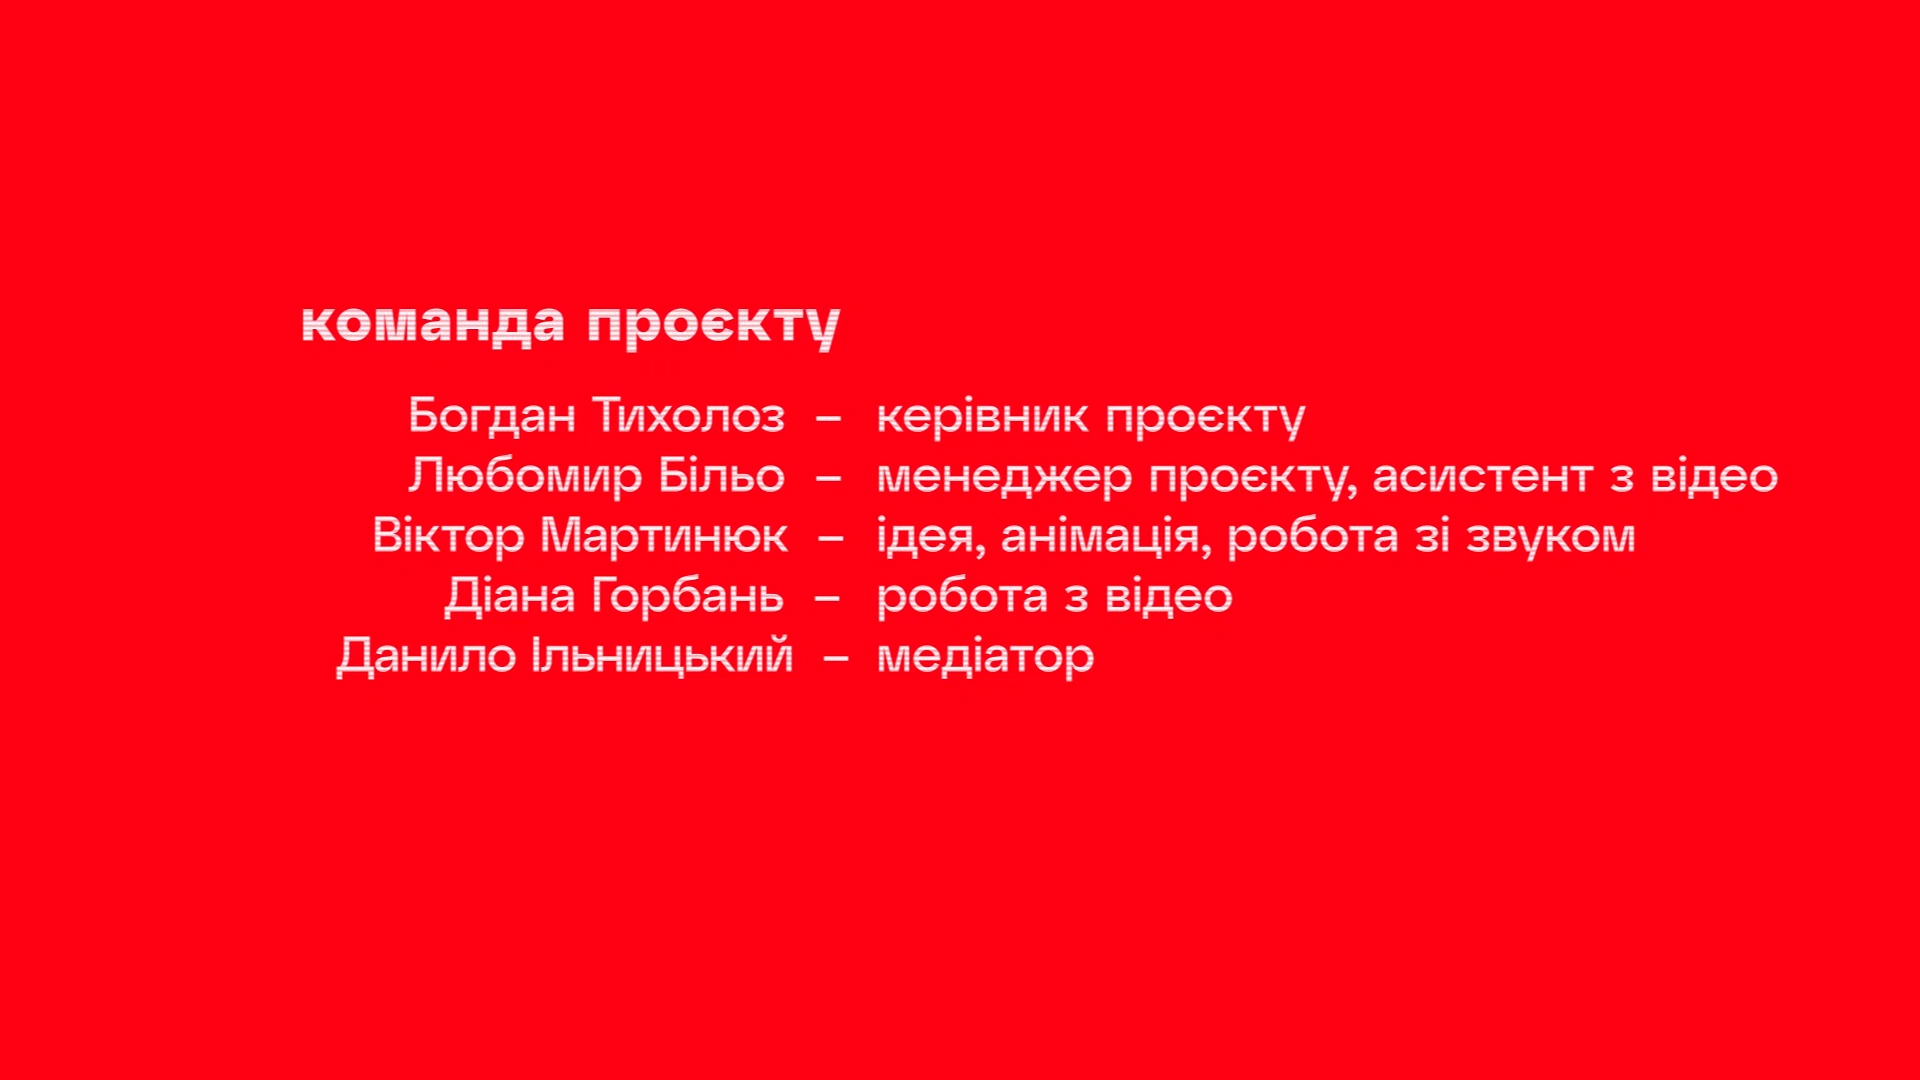 команда проєкту
Богдан Тихолоз – керівник проєкту
Любомир Більо – менеджер проєкту, асистент з відео
Віктор Мартинюк – ідея, анімація, робота зі звуком
Діана Горбань – робота з відео
Данило Ільницький – медіатор